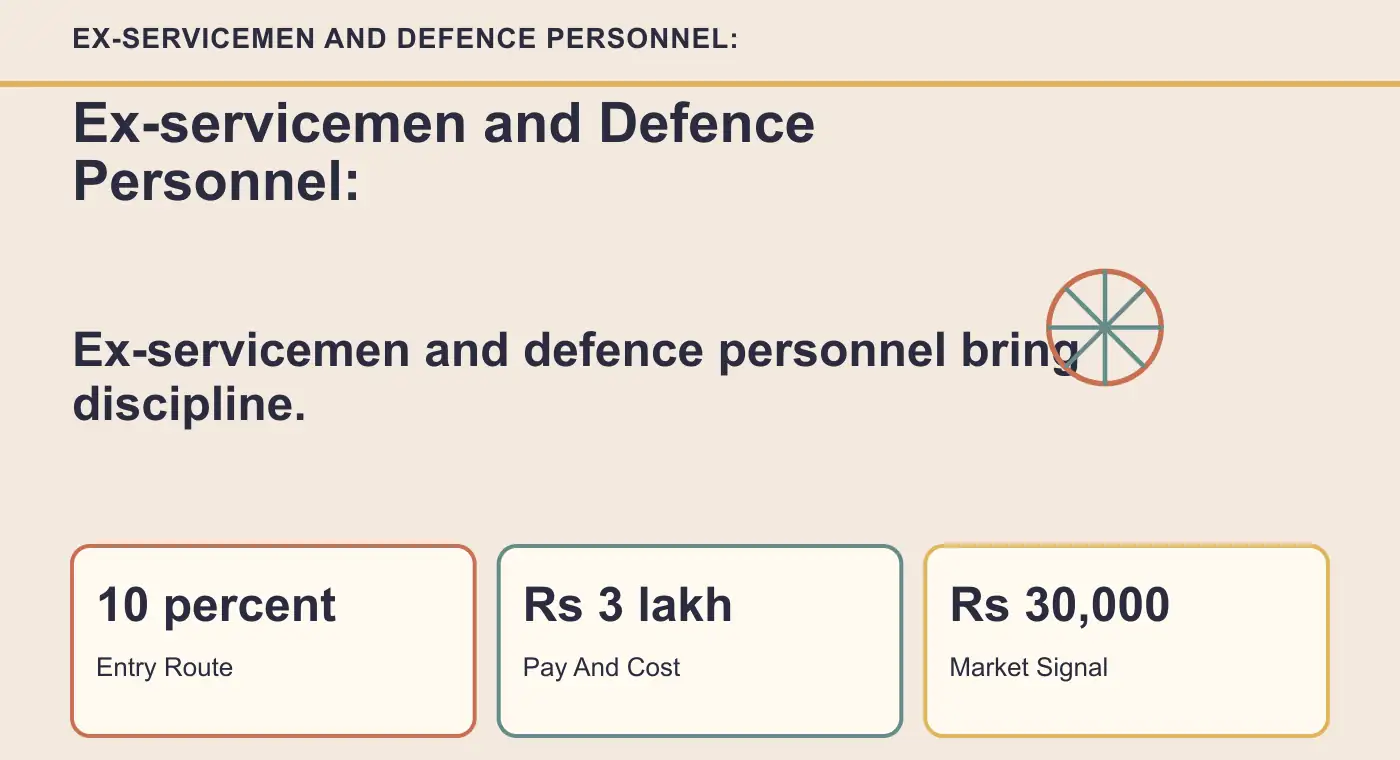 EX-SERVICEMEN AND DEFENCE PERSONNEL:
Ex-servicemen and Defence
Personnel:
Ex-servicemen and defence personnel bring
discipline.
10 percent
Entry Route
Rs 3 lakh
Pay And Cost
Rs 30,000
Market Signal